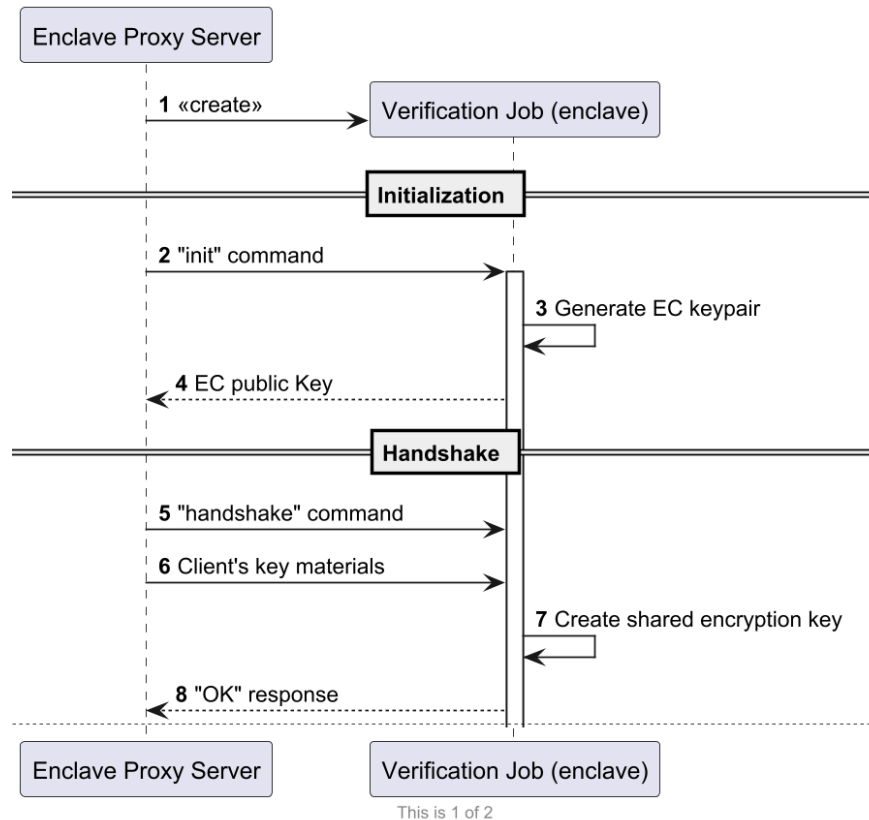 Enclave Proxy Server
1 «create»
Verification Job (enclave)
Initialization
2 "init" command
3 Generate EC keypair
4 EC public Key
Handshake
5 "handshake" command
6 Client's key materials
7 Create shared encryption key
8 "OK" response
Enclave Proxy Server
Verification Job (enclave)
This is 1 of 2